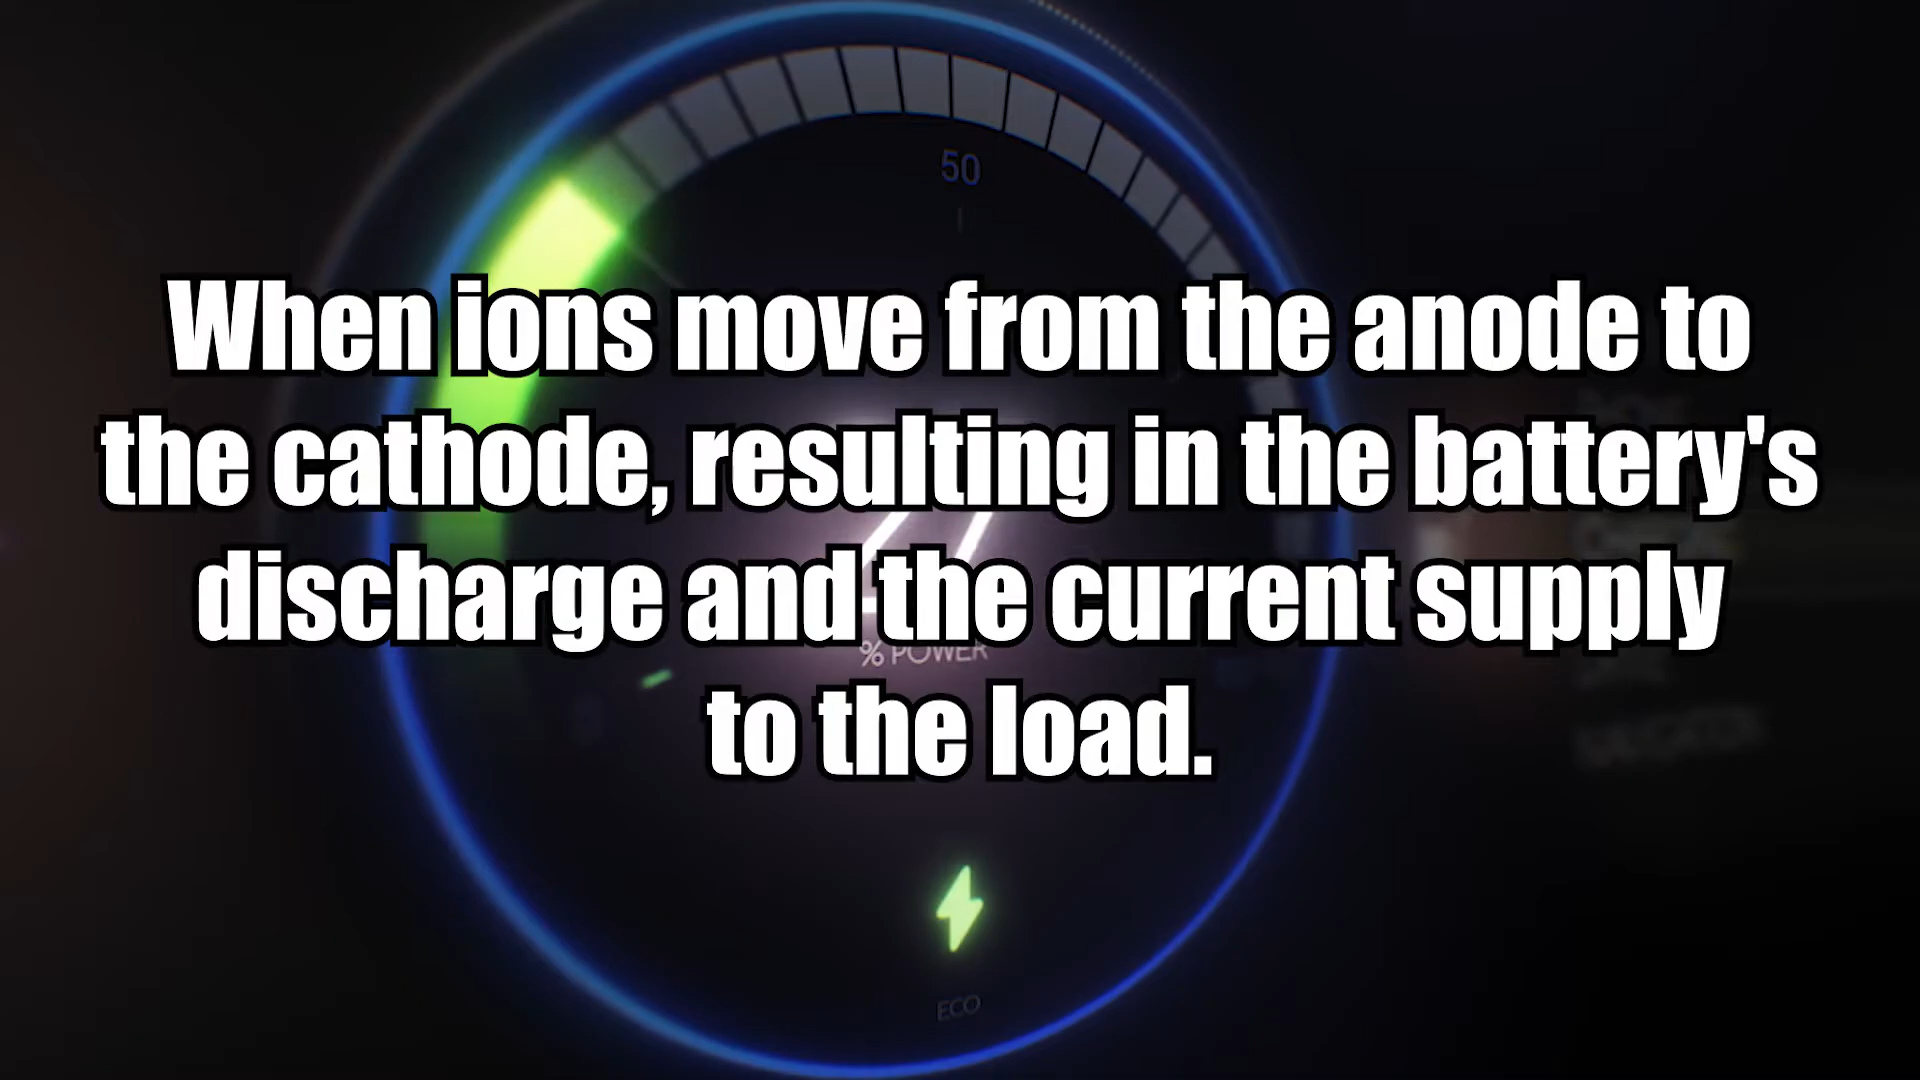 50
When ions move from the anode to
the cathode, resulting in the battery's
discharge and the current supply
% POWER
to the load.
ECO